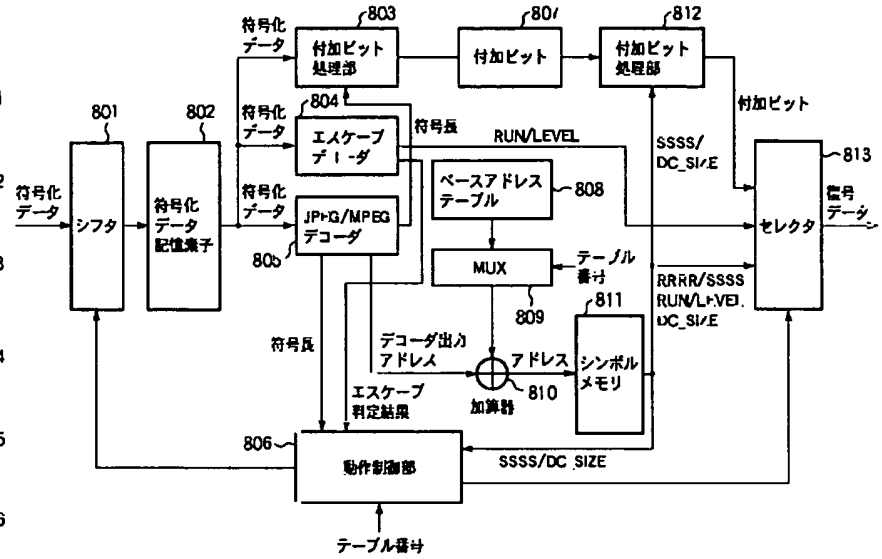 符号化
データ
803
付加ビット
処理部
807
付加ビット
812
付加ビット
処理部
付加ビット
801
シフタ
802
符号化
データ
記憶素子
符号化
データ
804
エスケープ
デコーダ
符号長
RUN/LEVEL
SSSS/
DC_SIZE
813
セレクタ
復号
データ
符号化
データ
符号化
データ
JPEG/MPEG
デコーダ
805
ベースアドレス
テーブル
808
MUX
809
テーブル
番号
811
RRRR/SSSS
RUN/LEVEL
DC_SIZE
符号長
デコーダ出力
アドレス
アドレス
シンボル
メモリ
810
加算器
エスケープ
判定結果
806
動作制御部
SSSS/DC_SIZE
テーブル番号
1
2
3
4
5
6